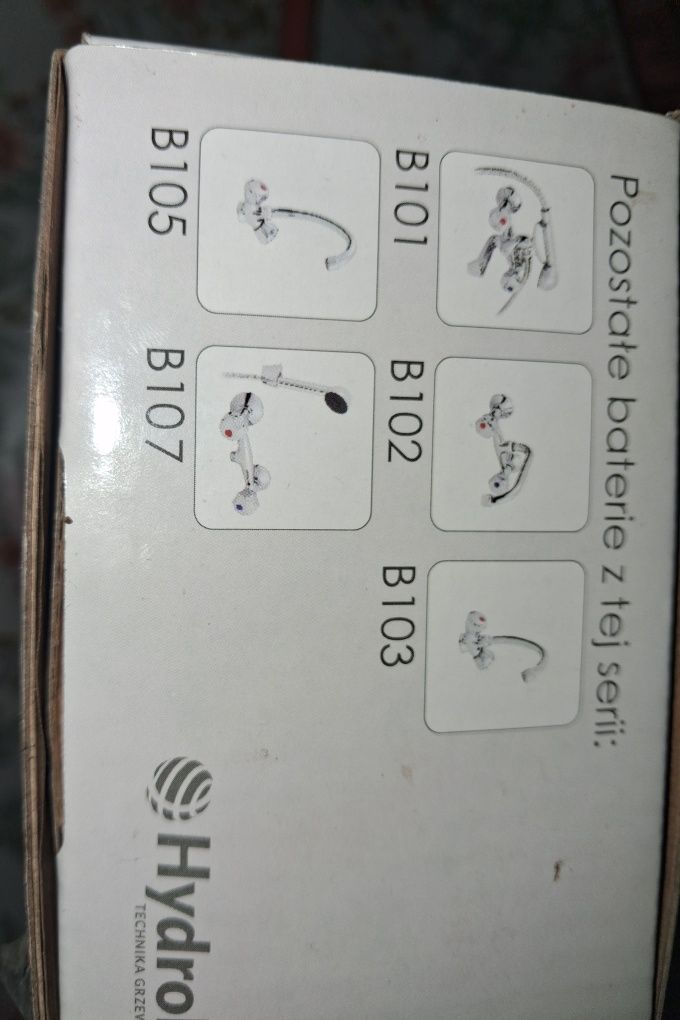 Pozostałe baterie z tej serii:
B101
B102
B103
B105
B107
Hydro
TECHNIKA